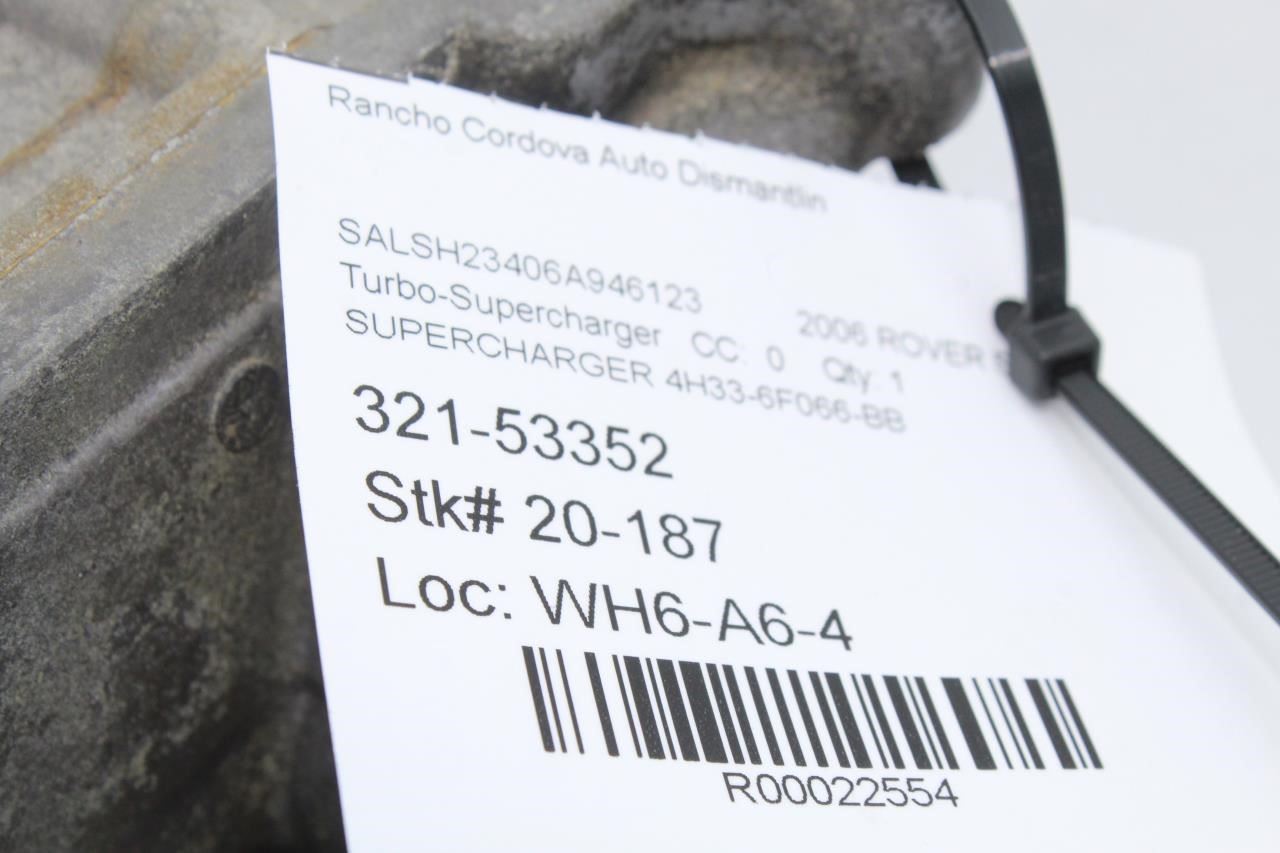 Rancho Cordova Auto Dismantlin
SALSH23406A946123 2006 ROVER
Turbo-Supercharger CC: 0 Qty: 1
SUPERCHARGER 4H33-6F066-BB
321-53352
Stk# 20-187
Loc: WH6-A6-4
R00022554